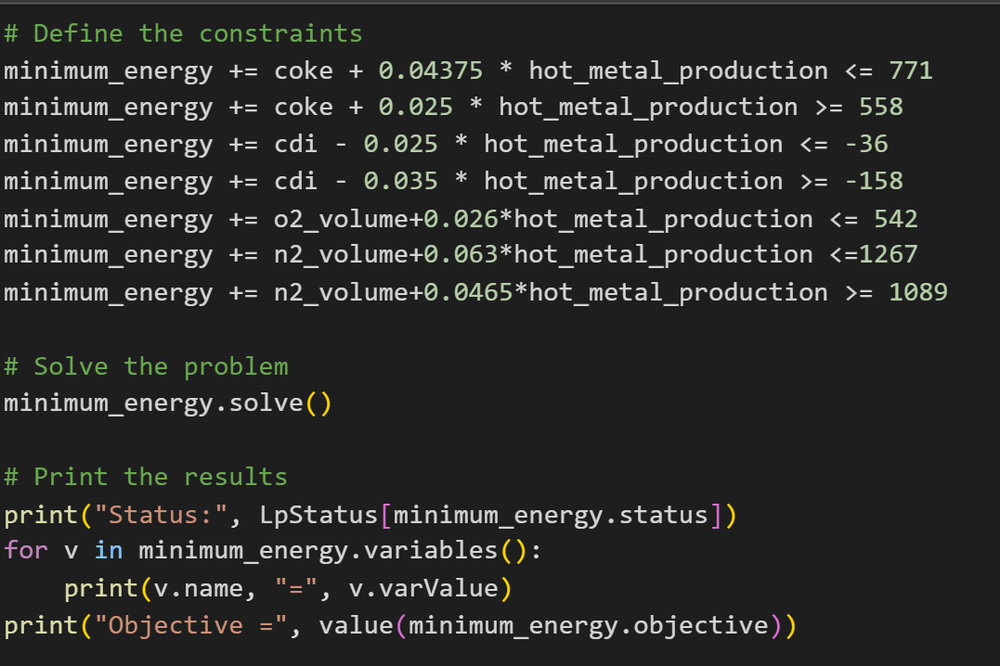 # Define the constraints
minimum_energy += coke + 0.04375 * hot_metal_production <= 771
minimum_energy += coke + 0.025 * hot_metal_production >= 558
minimum_energy += cdi - 0.025 * hot_metal_production <= -36
minimum_energy += cdi - 0.035 * hot_metal_production >= -158
minimum_energy += o2_volume+0.026*hot_metal_production <= 542
minimum_energy += n2_volume+0.063*hot_metal_production <=1267
minimum_energy += n2_volume+0.0465*hot_metal_production >= 1089
# Solve the problem
minimum_energy.solve()
# Print the results
print("Status:", LpStatus[minimum_energy.status])
for v in minimum_energy.variables():
    print(v.name, "=", v.varValue)
print("Objective =", value(minimum_energy.objective))